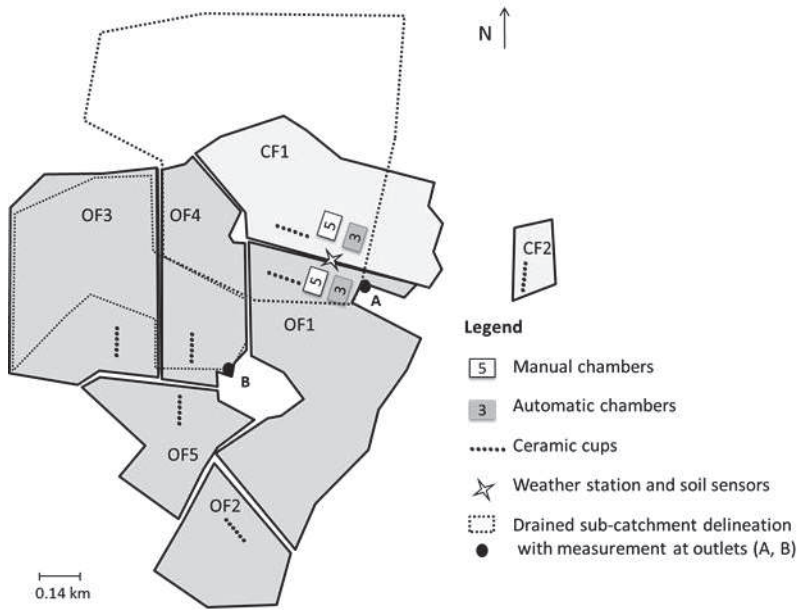 N
CF1
OF3
OF4
5
3
CF2
5
3
A
OF1
Legend
5 Manual chambers
B
3 Automatic chambers
Ceramic cups
OF5
Weather station and soil sensors
OF2
Drained sub-catchment delineation
with measurement at outlets (A, B)
0.14 km